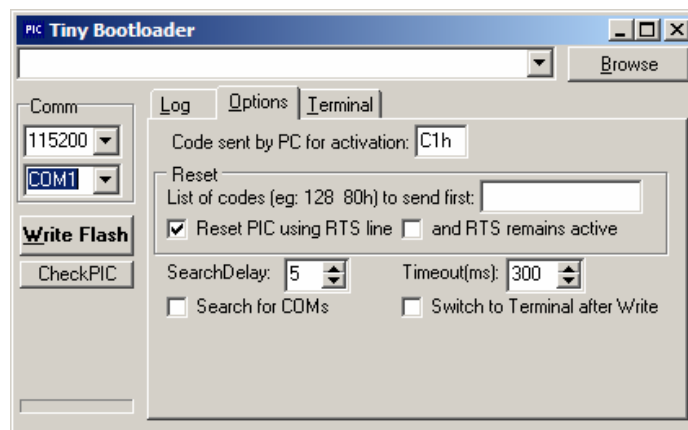 PIC Tiny Bootloader
Browse
Comm
115200
COM1
Write Flash
CheckPIC
Log Options Terminal
Code sent by PC for activation: C1h
Reset
List of codes (eg: 128 80h) to send first:
Reset PIC using RTS line and RTS remains active
SearchDelay: 5 Timeout(ms): 300
Search for COMs Switch to Terminal after Write